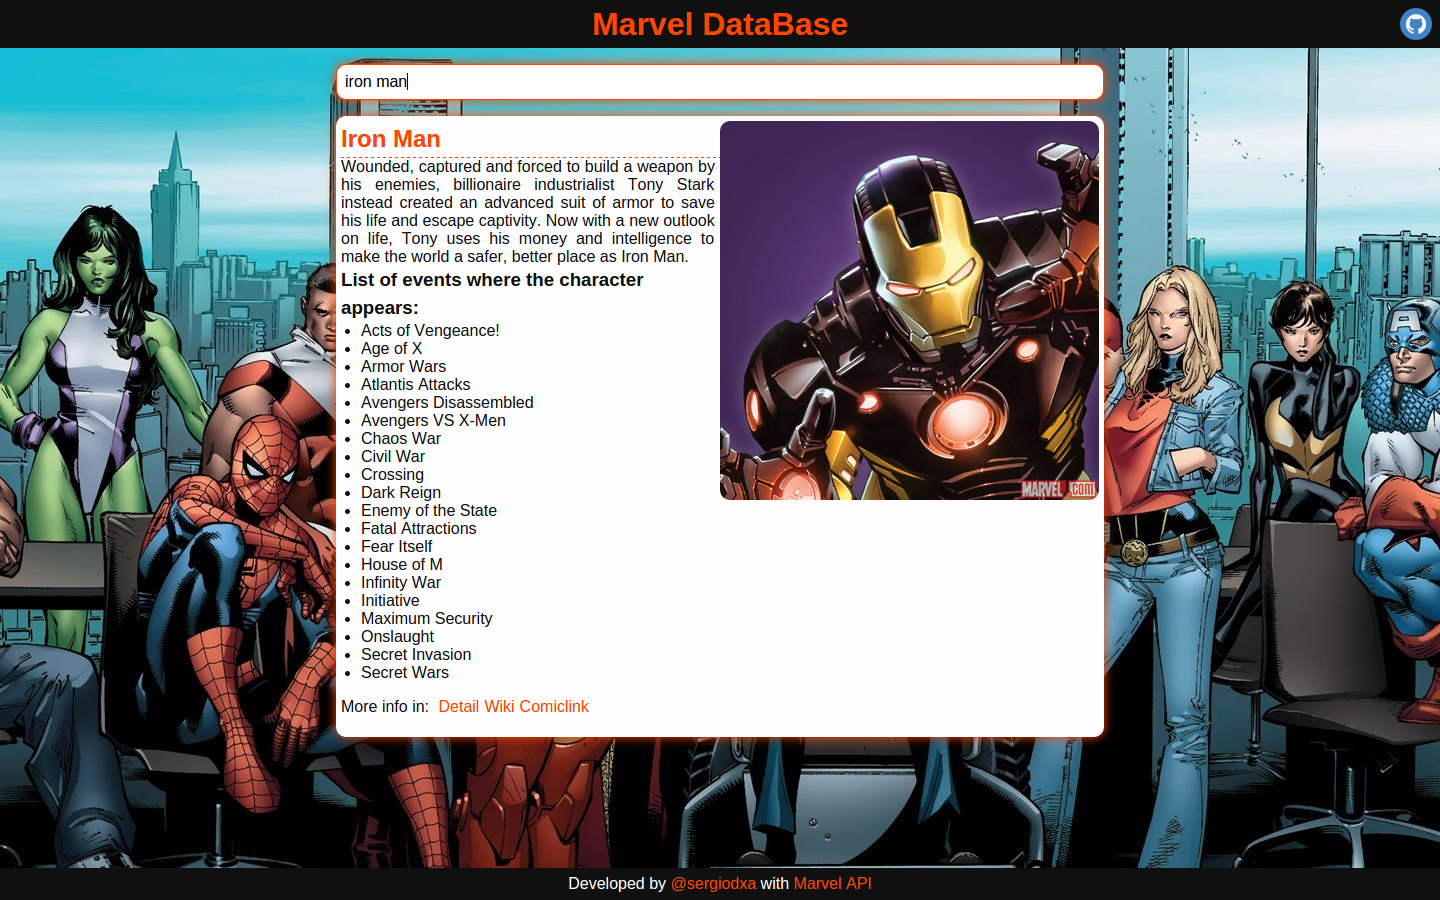 Marvel DataBase
iron man
Iron Man
Wounded, captured and forced to build a weapon by
his enemies, billionaire industrialist Tony Stark
instead created an advanced suit of armor to save
his life and escape captivity. Now with a new outlook
on life, Tony uses his money and intelligence to
make the world a safer, better place as Iron Man.
List of events where the character
appears:
Acts of Vengeance!
Age of X
Armor Wars
Atlantis Attacks
Avengers Disassembled
Avengers VS X-Men
Chaos War
Civil War
Crossing
Dark Reign
Enemy of the State
Fatal Attractions
Fear Itself
House of M
Infinity War
Initiative
Maximum Security
Onslaught
Secret Invasion
Secret Wars
More info in: Detail Wiki Comiclink
MARVEL.com
Developed by @sergiodxa with Marvel API